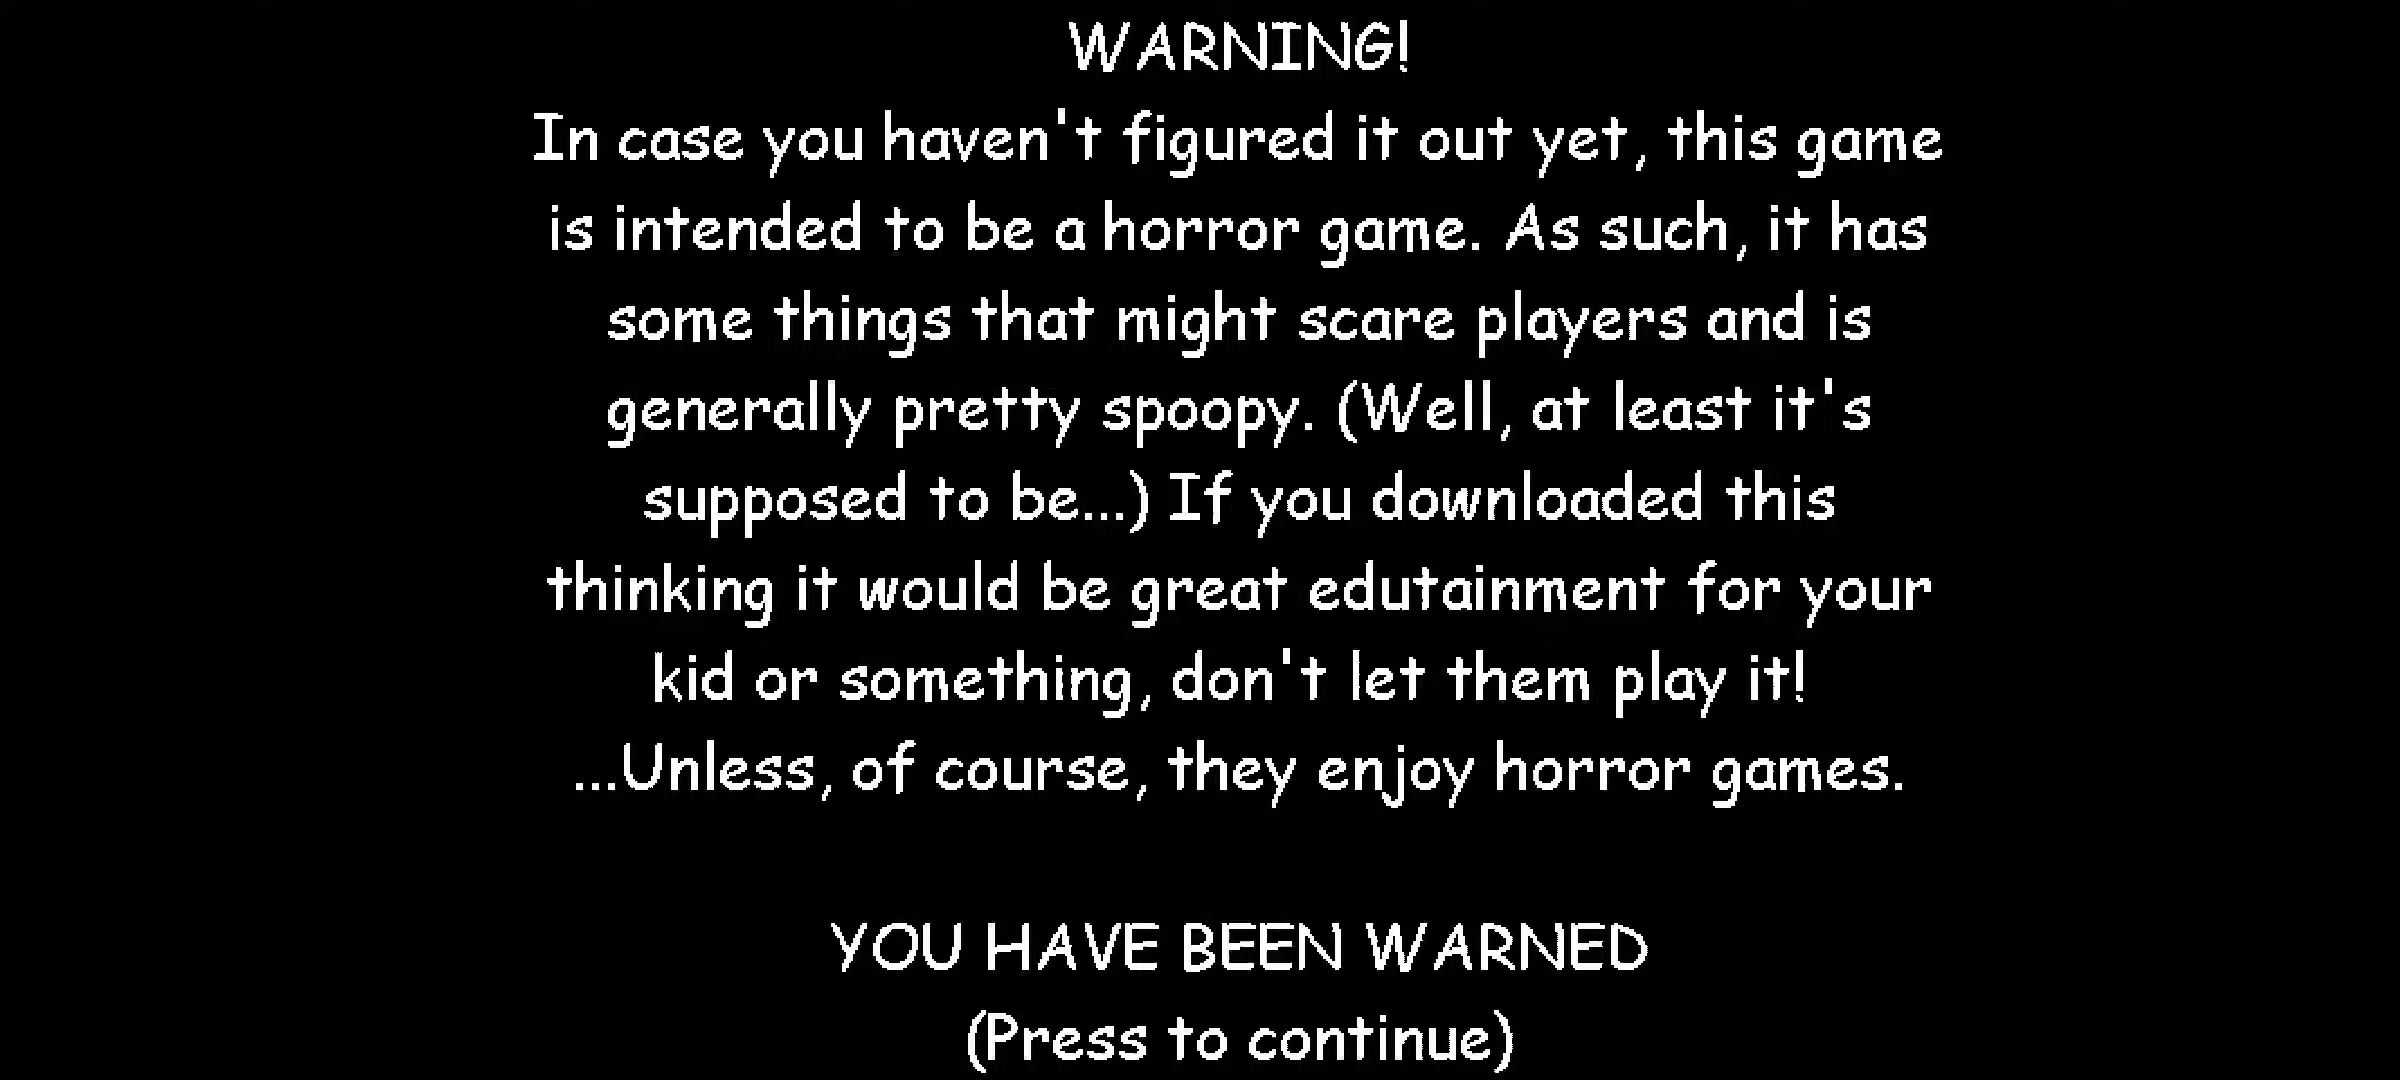 WARNING!
In case you haven't figured it out yet, this game
is intended to be a horror game. As such, it has
some things that might scare players and is
generally pretty spoopy. (Well, at least it's
supposed to be...) If you downloaded this
thinking it would be great edutainment for your
kid or something, don't let them play it!
...Unless, of course, they enjoy horror games.
YOU HAVE BEEN WARNED
(Press to continue)